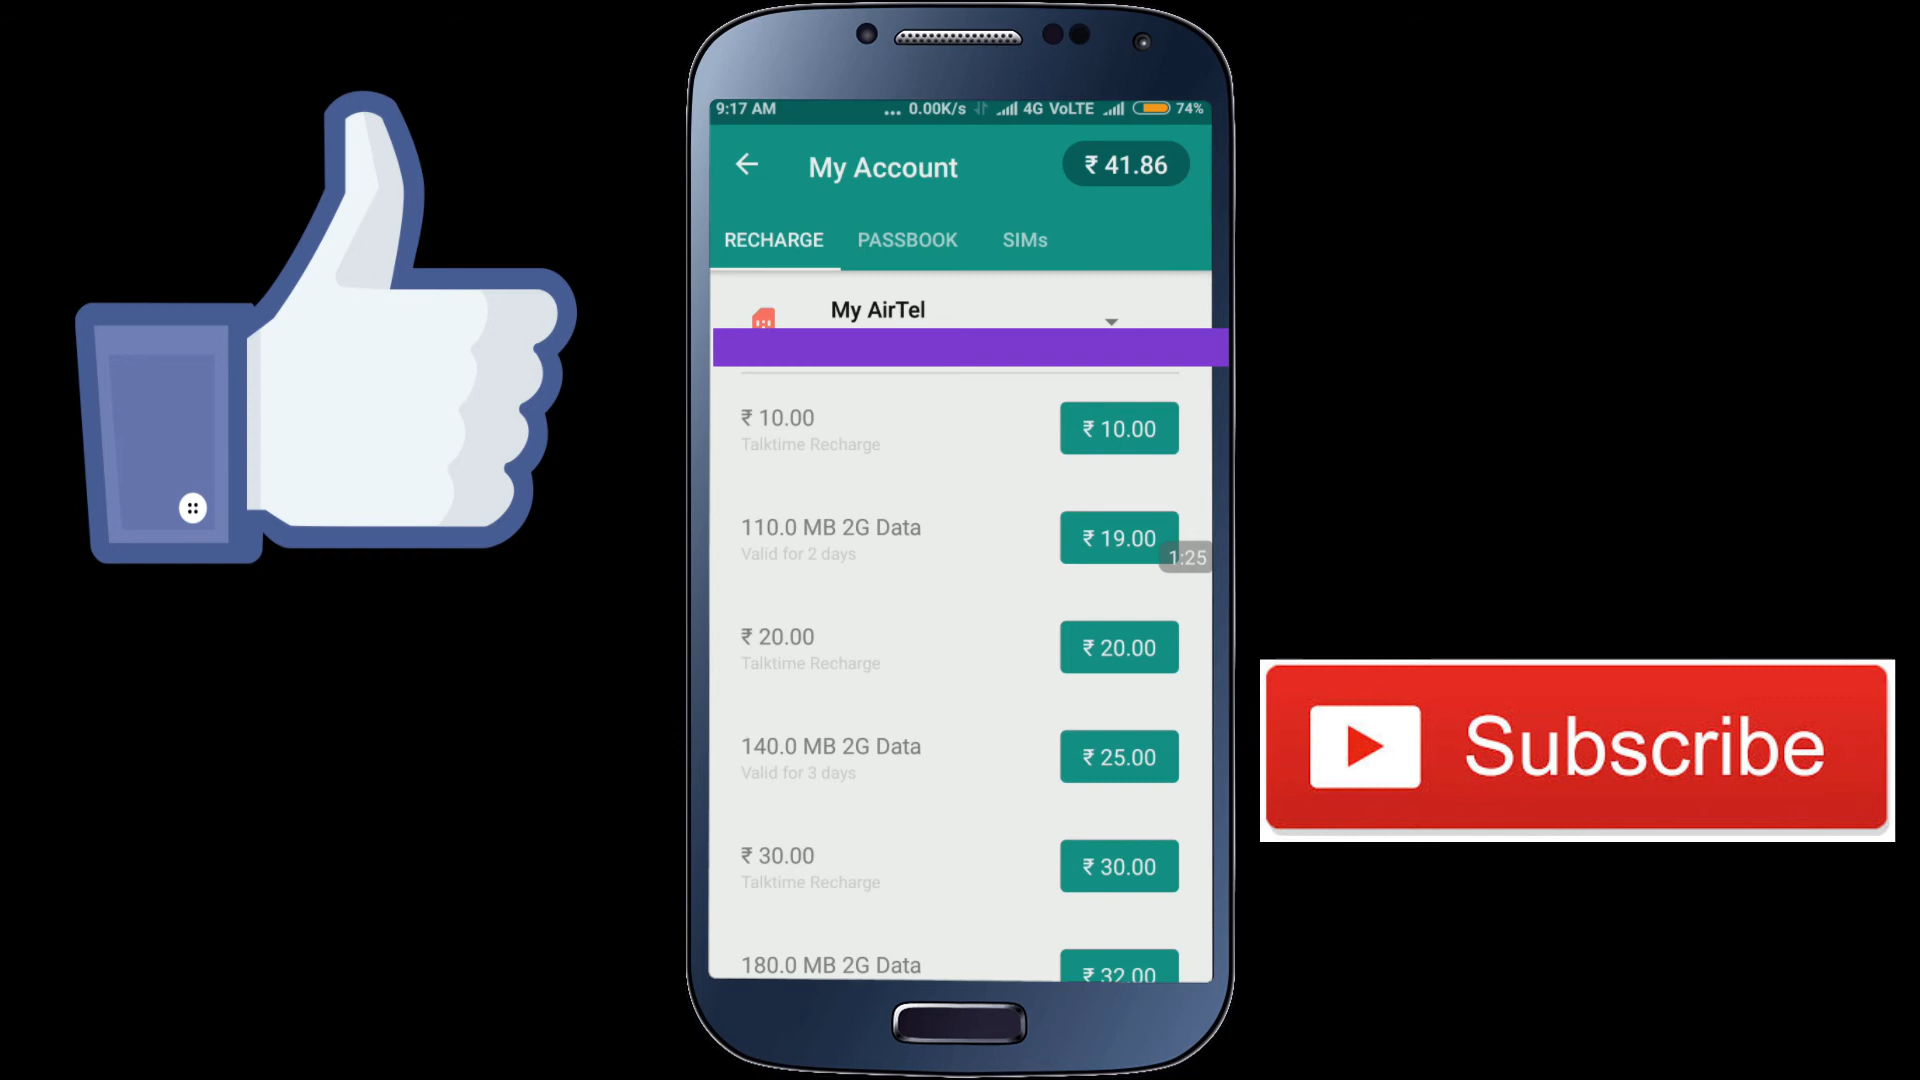 9:17 AM ... 0.00K/s 4G VoLTE 74%
My Account ₹ 41.86
RECHARGE PASSBOOK SIMs
My AirTel
₹ 10.00 ₹ 10.00
Talktime Recharge
110.0 MB 2G Data ₹ 19.00
Valid for 2 days 1:25
₹ 20.00 ₹ 20.00
Talktime Recharge
140.0 MB 2G Data ₹ 25.00
Valid for 3 days
₹ 30.00 ₹ 30.00
Talktime Recharge
180.0 MB 2G Data ₹ 32.00
Subscribe